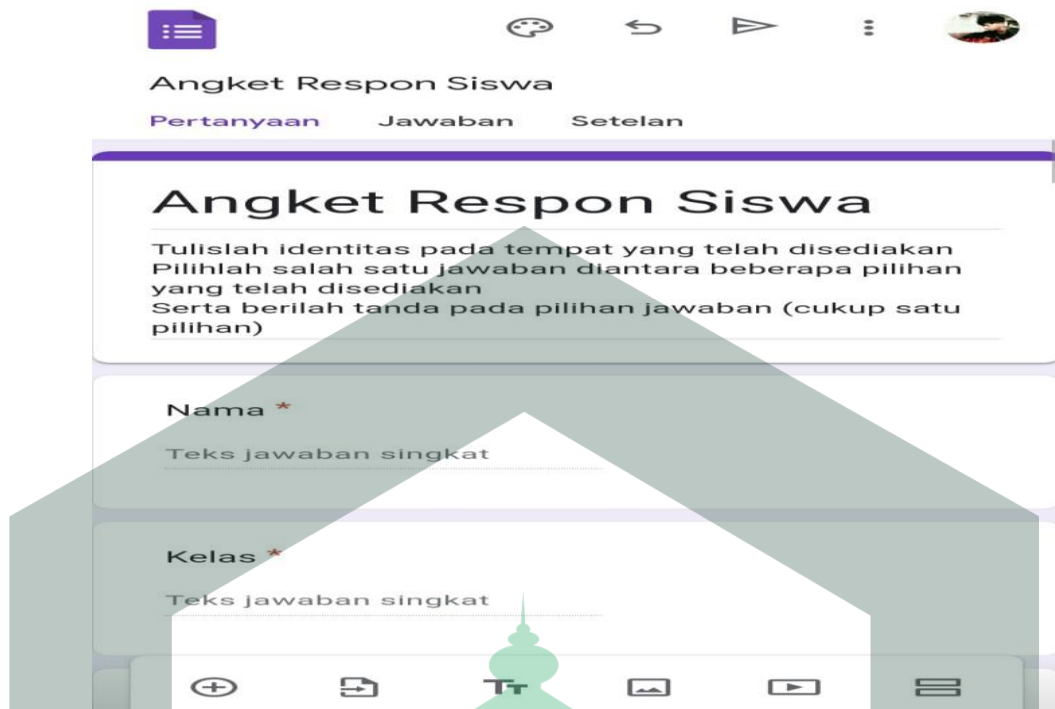 Angket Respon Siswa
Pertanyaan Jawaban Setelan
Angket Respon Siswa
Tulislah identitas pada tempat yang telah disediakan
Pilihlah salah satu jawaban diantara beberapa pilihan
yang telah disediakan
Serta berilah tanda pada pilihan jawaban (cukup satu
pilihan)
Nama *
Teks jawaban singkat
Kelas *
Teks jawaban singkat
Tт